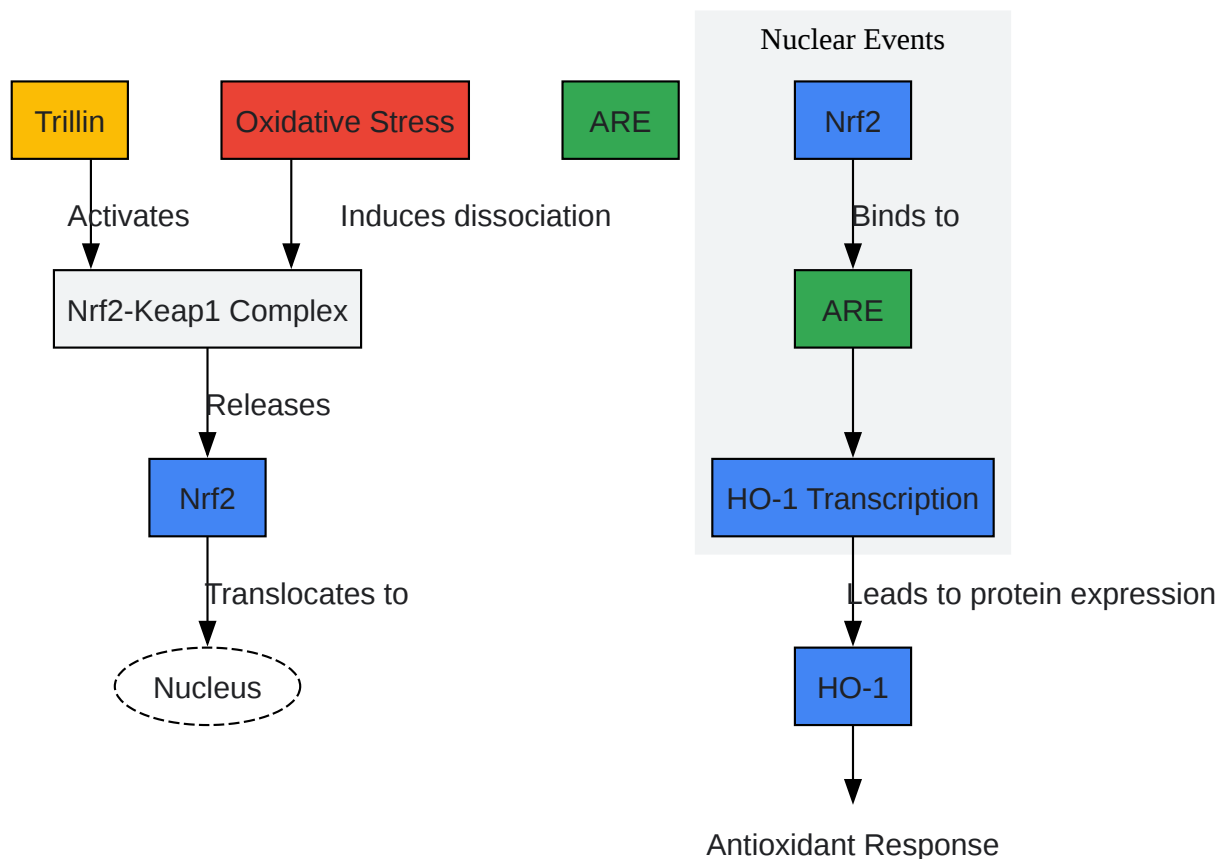 Nuclear Events
Trillin
Oxidative Stress
ARE
Nrf2
Activates
Induces dissociation
Binds to
Nrf2-Keap1 Complex
ARE
Releases
Nrf2
HO-1 Transcription
Translocates to
Leads to protein expression
Nucleus
HO-1
Antioxidant Response